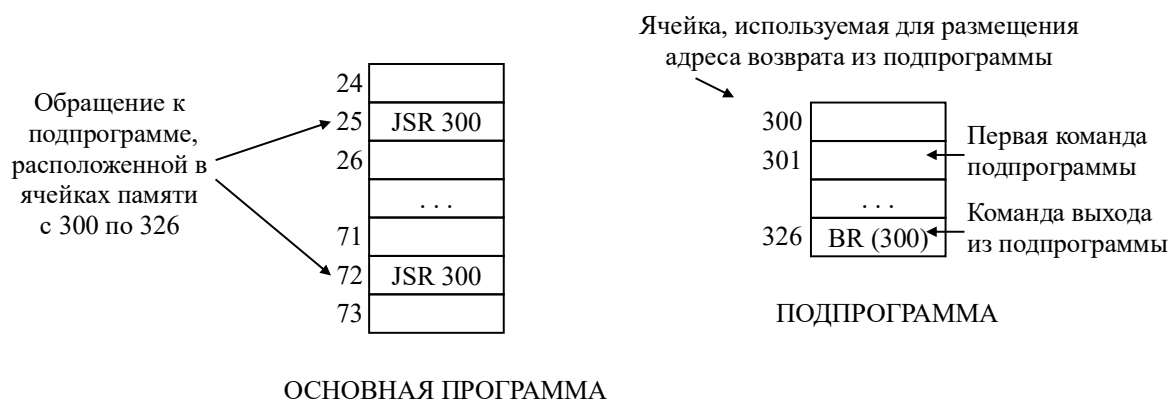 Обращение к
подпрограмме,
расположенной в
ячейках памяти
с 300 по 326
24
25 JSR 300
26
. . .
71
72 JSR 300
73
ОСНОВНАЯ ПРОГРАММА
Ячейка, используемая для размещения
адреса возврата из подпрограммы
300
301
. . .
326 BR (300)
Первая команда
подпрограммы
Команда выхода
из подпрограммы
ПОДПРОГРАММА